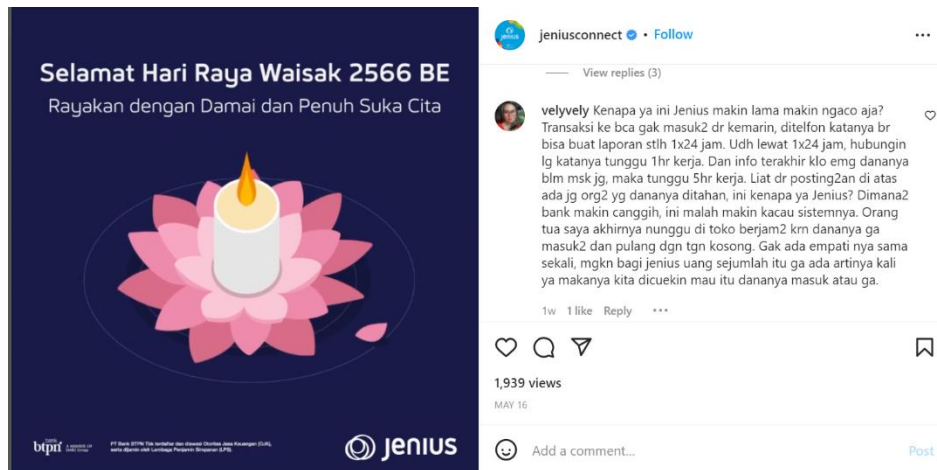 Selamat Hari Raya Waisak 2566 BE
Rayakan dengan Damai dan Penuh Suka Cita
bank
btpn
A MEMBER OF
SMBC Group
PT Bank BTPN Tbk terdaftar dan diawasi Otoritas Jasa Keuangan (OJK),
serta dijamin oleh Lembaga Penjamin Simpanan (LPS).
jenius
jenius
jeniusconnect • Follow
View replies (3)
velyvely Kenapa ya ini Jenius makin lama makin ngaco aja?
Transaksi ke bca gak masuk2 dr kemarin, ditelfon katanya br
bisa buat laporan stlh 1x24 jam. Udh lewat 1x24 jam, hubungin
lg katanya tunggu 1hr kerja. Dan info terakhir klo emg dananya
blm msk jg, maka tunggu 5hr kerja. Liat dr posting2an di atas
ada jg org2 yg dananya ditahan, ini kenapa ya Jenius? Dimana2
bank makin canggih, ini malah makin kacau sistemnya. Orang
tua saya akhirnya nunggu di toko berjam2 krn dananya ga
masuk2 dan pulang dgn tgn kosong. Gak ada empati nya sama
sekali, mgkn bagi jenius uang sejumlah itu ga ada artinya kali
ya makanya kita dicuekin mau itu dananya masuk atau ga.
1w 1 like Reply
1,939 views
MAY 16
Add a comment...
Post